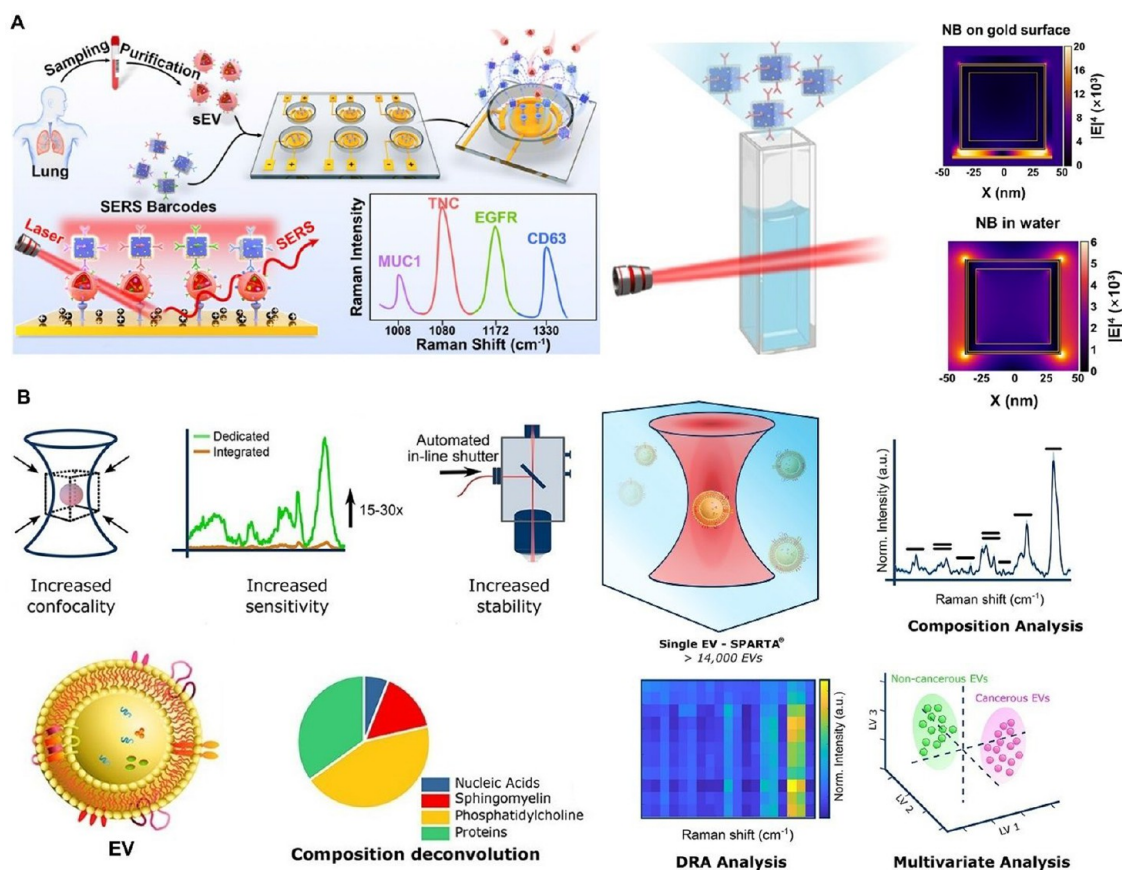 A
Sampling
Purification
sEV
Lung
SERS Barcodes
Laser
SERS
Raman Intensity
MUC1
TNC
EGFR
CD63
1008 1080 1172 1330
Raman Shift (cm⁻¹)
NB on gold surface
20
16
12
8
4
0
|E|⁴ (×10³)
X (nm)
NB in water
6
5
4
3
2
1
0
|E|⁴ (×10³)
-50 -25 0 25 50
X (nm)
B
Increased
confocality
Dedicated
Integrated
15-30x
Increased
sensitivity
Automated
in-line shutter
Increased
stability
Single EV - SPARTA®
> 14,000 EVs
Norm. Intensity (a.u.)
Raman shift (cm⁻¹)
Composition Analysis
EV
Nucleic Acids
Sphingomyelin
Phosphatidylcholine
Proteins
Composition deconvolution
Norm. Intensity (a.u.)
Raman shift (cm⁻¹)
DRA Analysis
Non-cancerous EVs
Cancerous EVs
LV 3
LV 2
LV 1
Multivariate Analysis